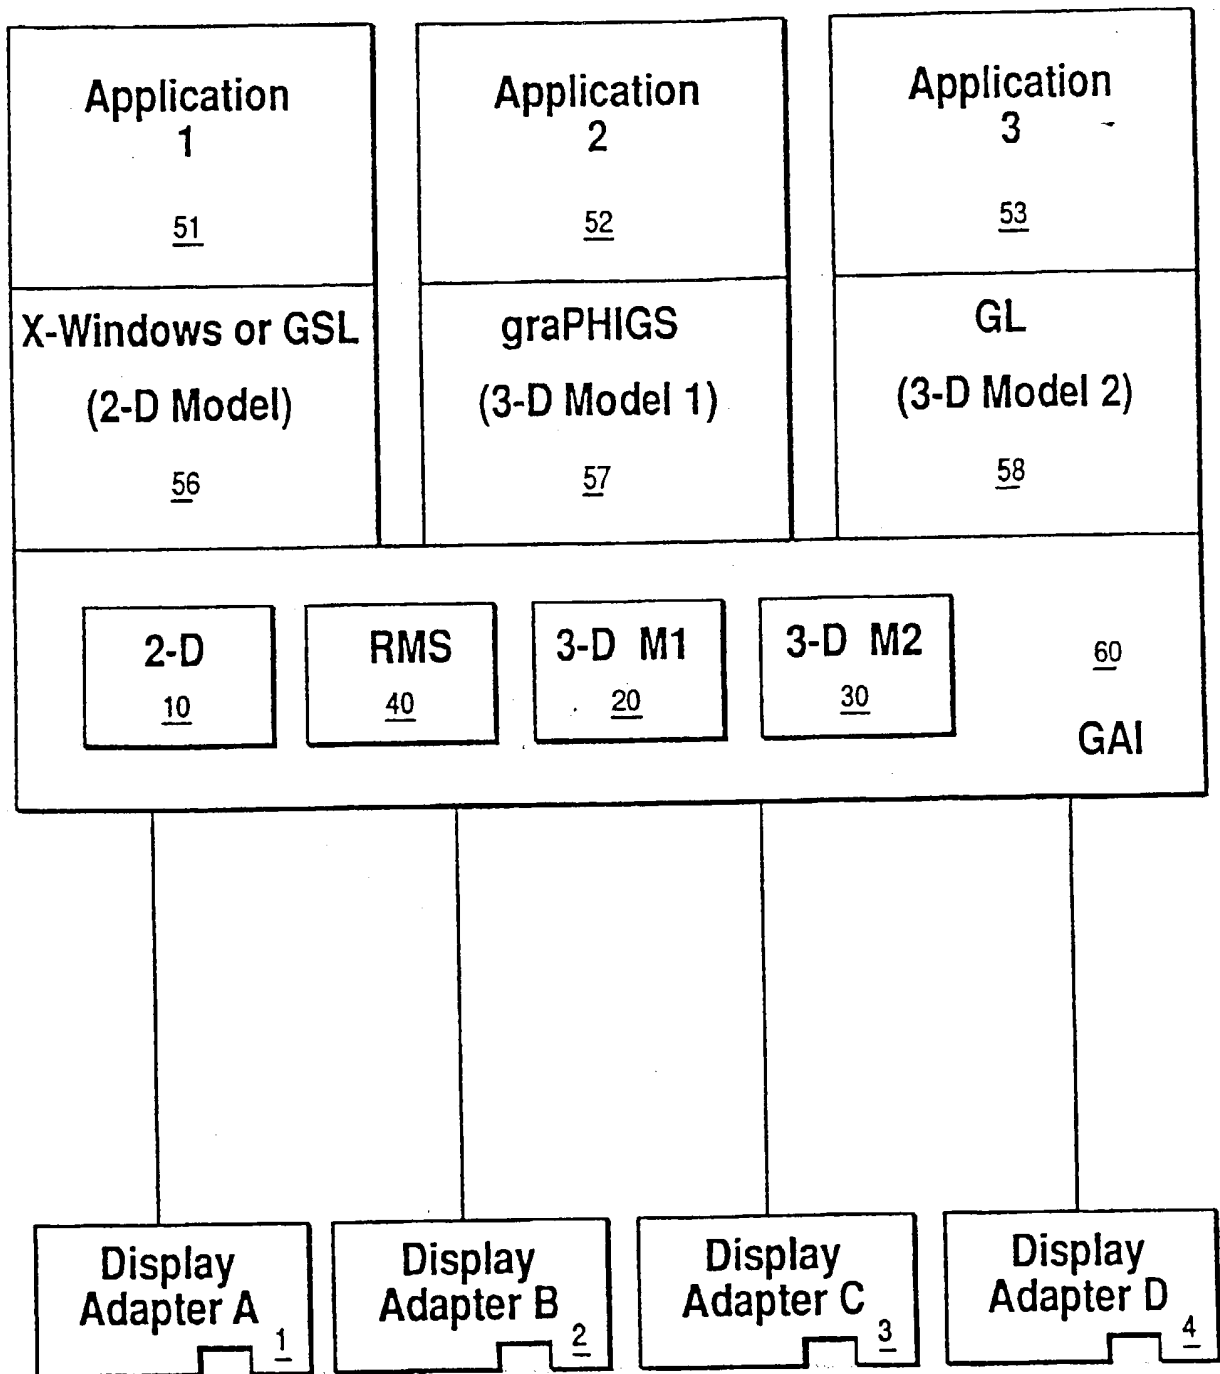 Application
1
51
Application
2
52
Application
3
53
X-Windows or GSL
(2-D Model)
56
graPHIGS
(3-D Model 1)
57
GL
(3-D Model 2)
58
2-D
10
RMS
40
3-D M1
20
3-D M2
30
60
GAI
Display
Adapter A
1
Display
Adapter B
2
Display
Adapter C
3
Display
Adapter D
4